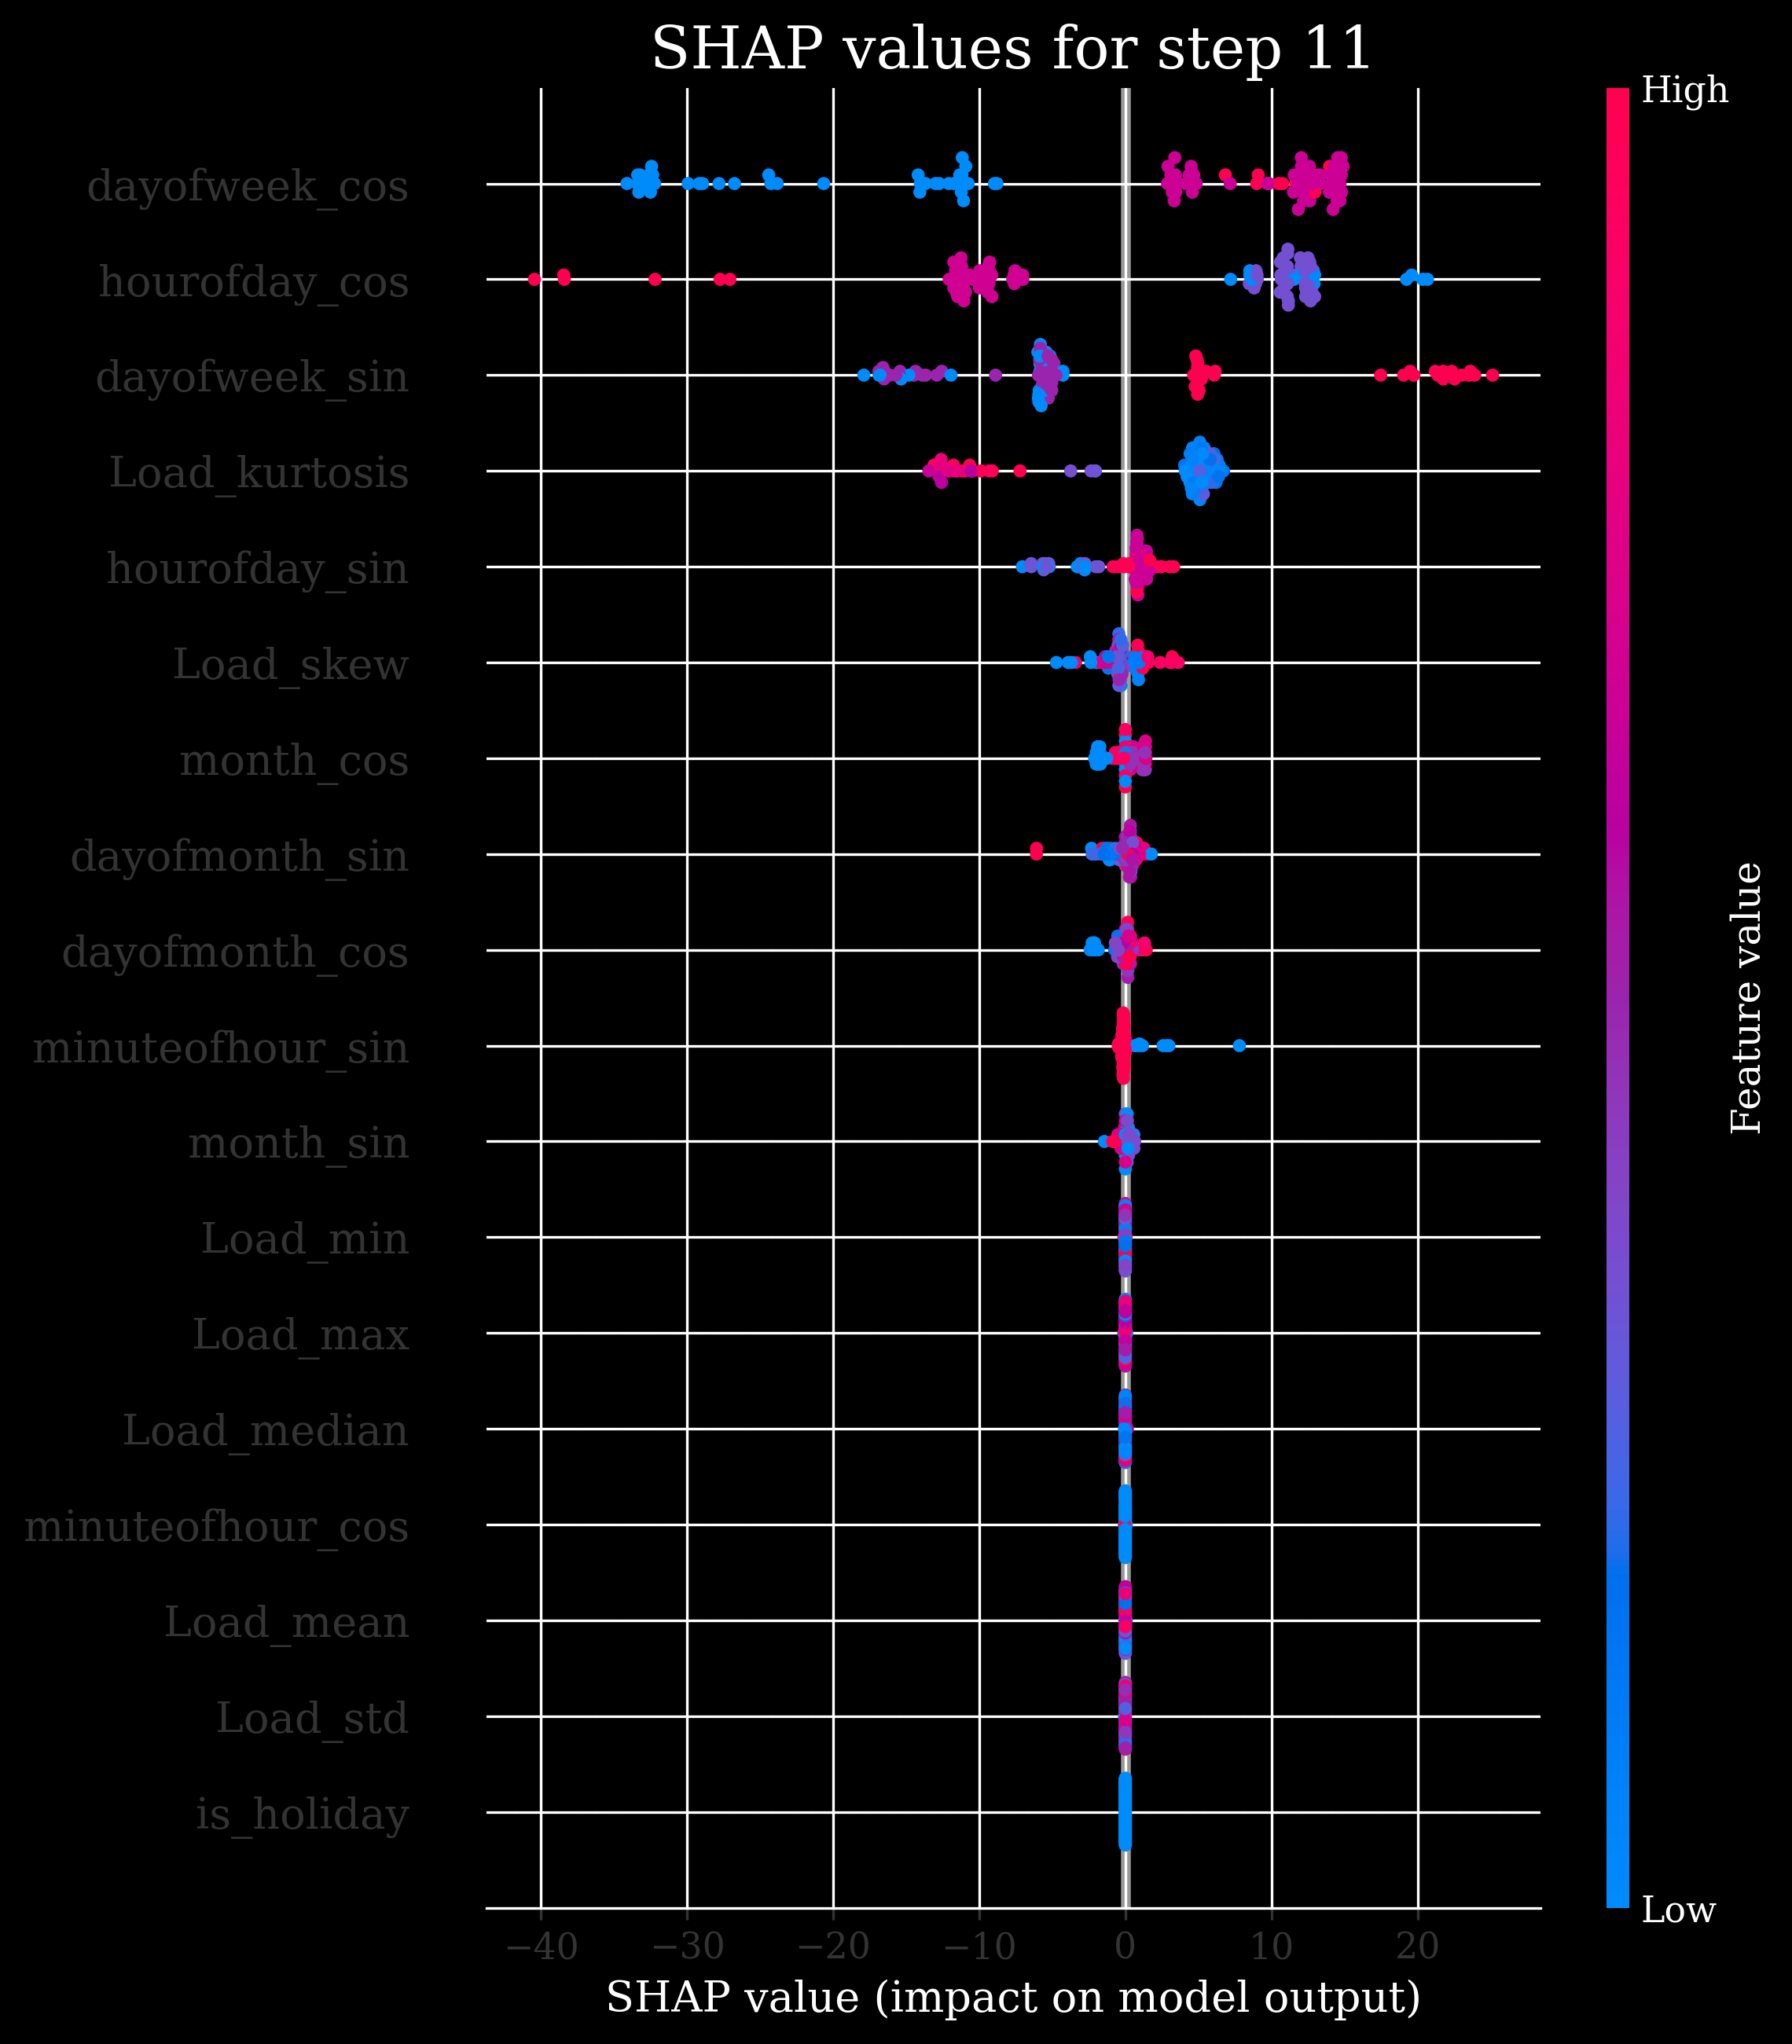 SHAP values for step 11
High
dayofweek_cos
hourofday_cos
dayofweek_sin
Load_kurtosis
hourofday_sin
Load_skew
month_cos
dayofmonth_sin
dayofmonth_cos
minuteofhour_sin
month_sin
Load_min
Load_max
Load_median
minuteofhour_cos
Load_mean
Load_std
is_holiday
Feature value
Low
−40 −30 −20 −10 0 10 20
SHAP value (impact on model output)